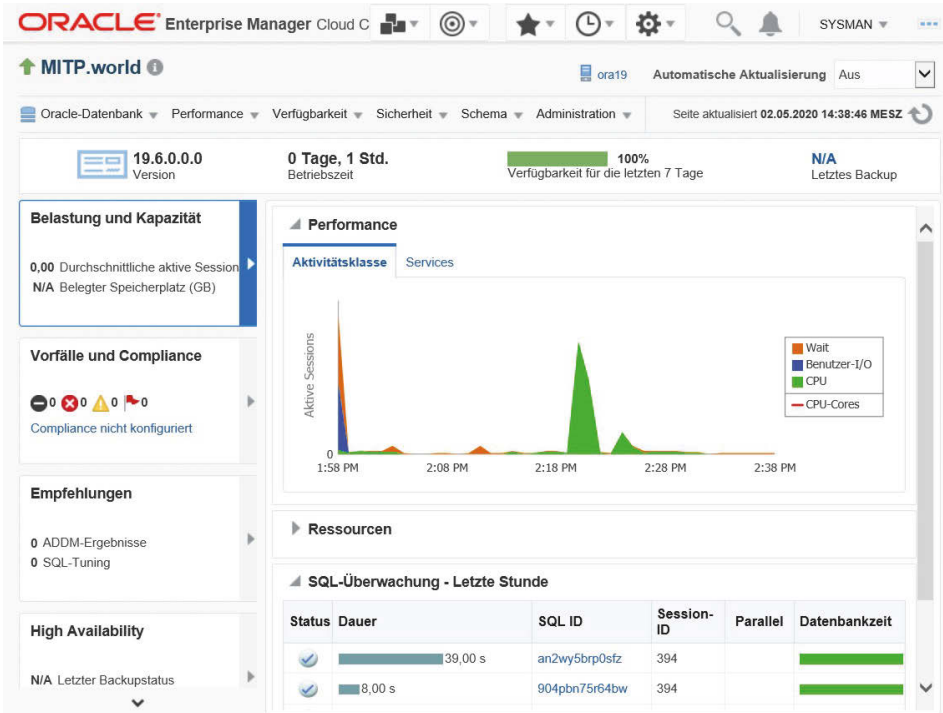 ORACLE' Enterprise Manager Cloud C
SYSMAN
MITP.world
ora19
Automatische Aktualisierung Aus
Oracle-Datenbank Performance Verfügbarkeit Sicherheit Schema Administration
Seite aktualisiert 02.05.2020 14:38:46 MESZ
19.6.0.0.0
Version
0 Tage, 1 Std.
Betriebszeit
100%
Verfügbarkeit für die letzten 7 Tage
N/A
Letztes Backup
Belastung und Kapazität
0,00 Durchschnittliche aktive Session
N/A Belegter Speicherplatz (GB)
Vorfälle und Compliance
0 0 0 0
Compliance nicht konfiguriert
Empfehlungen
0 ADDM-Ergebnisse
0 SQL-Tuning
High Availability
N/A Letzter Backupstatus
Performance
Aktivitätsklasse Services
Aktive Sessions
0
1:58 PM 2:08 PM 2:18 PM 2:28 PM 2:38 PM
Wait
Benutzer-I/O
CPU
CPU-Cores
Ressourcen
SQL-Überwachung - Letzte Stunde
Status Dauer SQL ID Session-ID Parallel Datenbankzeit
39,00 s an2wy5brp0sfz 394
8,00 s 904pbn75r64bw 394